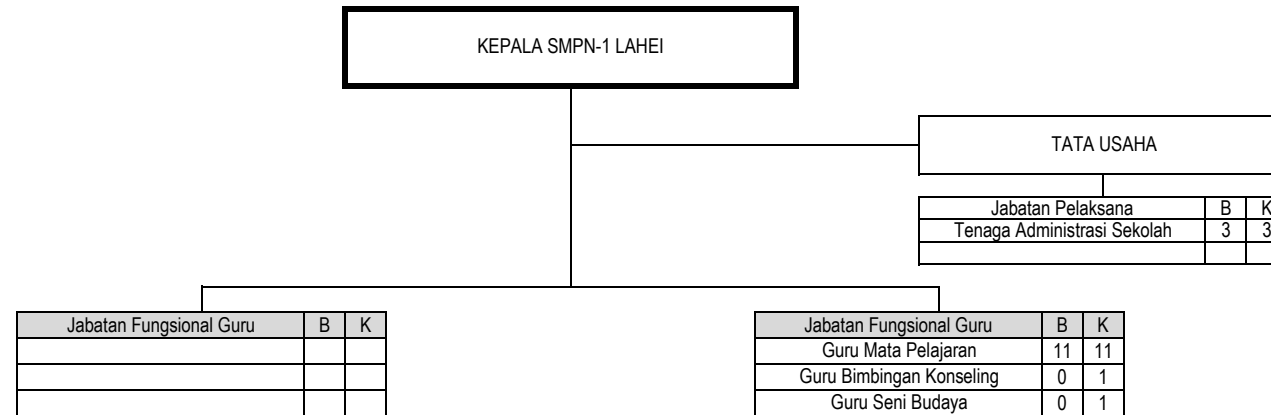 KEPALA SMPN-1 LAHEI
TATA USAHA
Jabatan Pelaksana B K
Tenaga Administrasi Sekolah 3 3
Jabatan Fungsional Guru B K
Jabatan Fungsional Guru B K
Guru Mata Pelajaran 11 11
Guru Bimbingan Konseling 0 1
Guru Seni Budaya 0 1